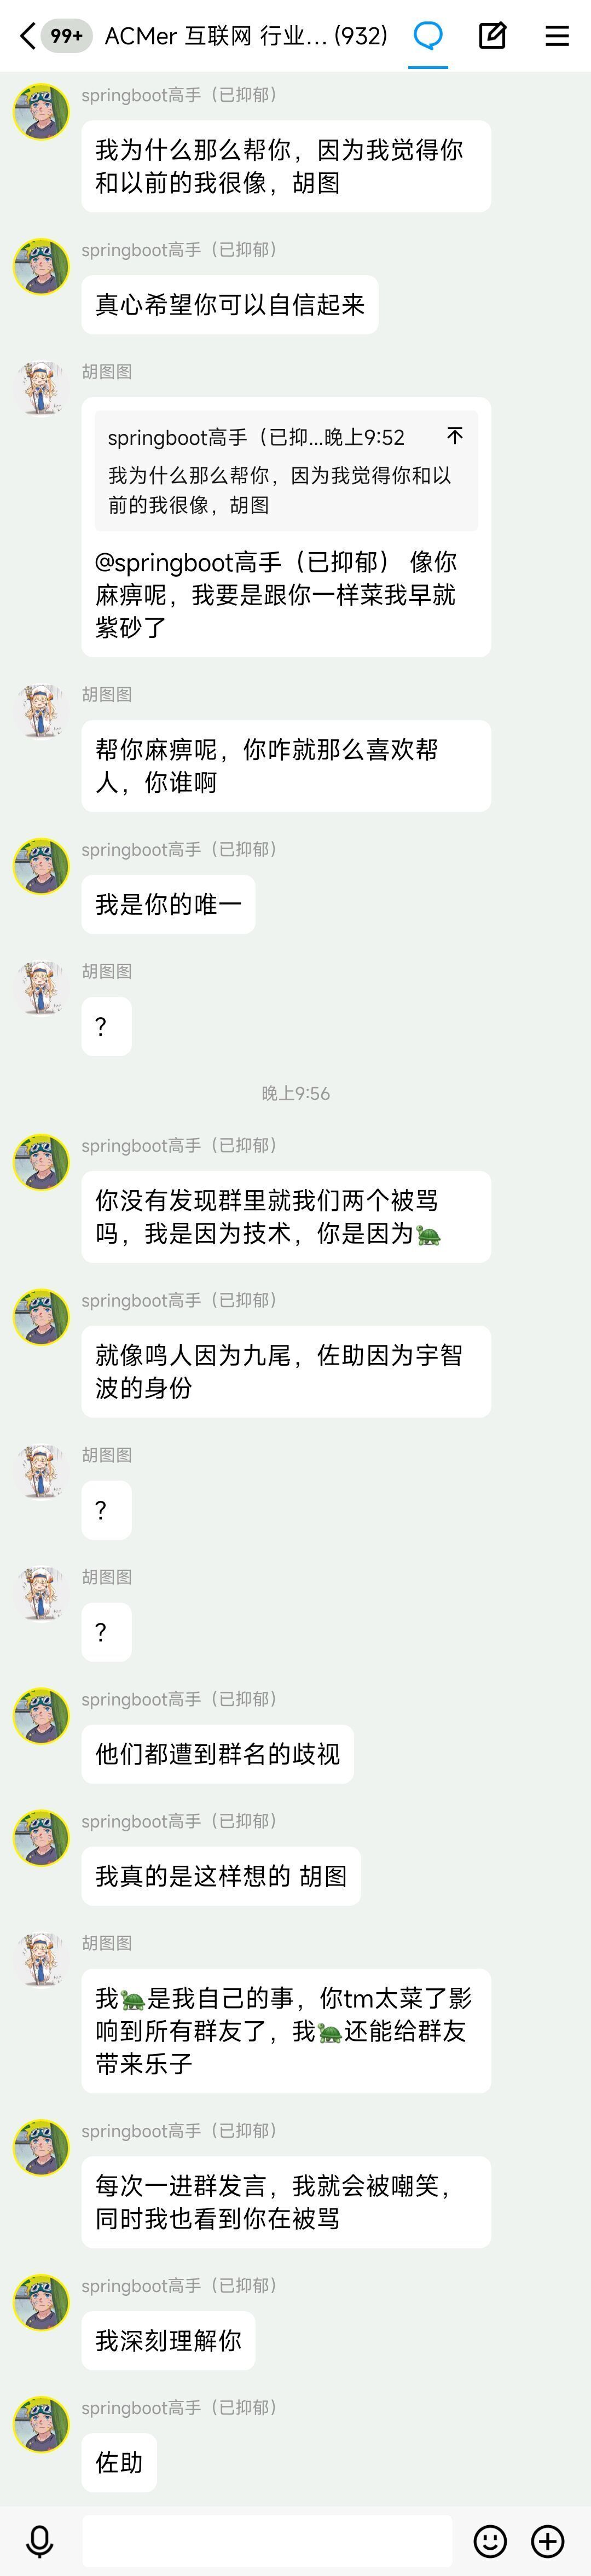 99+ ACMer 互联网 行业... (932)
springboot高手（已抑郁）
我为什么那么帮你，因为我觉得你
和以前的我很像，胡图
springboot高手（已抑郁）
真心希望你可以自信起来
胡图图
springboot高手（已抑...晚上9:52
我为什么那么帮你，因为我觉得你和以
前的我很像，胡图
@springboot高手（已抑郁） 像你
麻痹呢，我要是跟你一样菜我早就
紫砂了
胡图图
帮你麻痹呢，你咋就那么喜欢帮
人，你谁啊
springboot高手（已抑郁）
我是你的唯一
胡图图
？
晚上9:56
springboot高手（已抑郁）
你没有发现群里就我们两个被骂
吗，我是因为技术，你是因为🐢
springboot高手（已抑郁）
就像鸣人因为九尾，佐助因为宇智
波的身份
胡图图
？
胡图图
？
springboot高手（已抑郁）
他们都遭到群名的歧视
springboot高手（已抑郁）
我真的是这样想的 胡图
胡图图
我🐢是我自己的事，你tm太菜了影
响到所有群友了，我🐢还能给群友
带来乐子
springboot高手（已抑郁）
每次一进群发言，我就会被嘲笑，
同时我也看到你在被骂
springboot高手（已抑郁）
我深刻理解你
springboot高手（已抑郁）
佐助